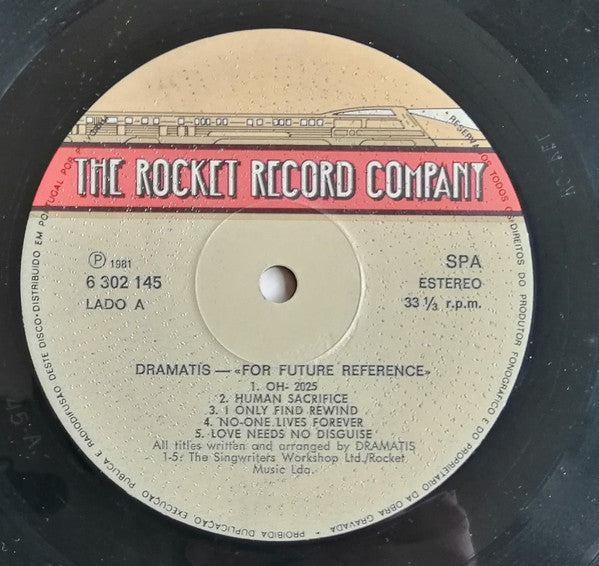 THE ROCKET RECORD COMPANY
Ⓟ 1981
6 302 145
LADO A
SPA
ESTEREO
33 ⅓ r.p.m.
DRAMATIS — «FOR FUTURE REFERENCE»
1. OH- 2025
2. HUMAN SACRIFICE
3. I ONLY FIND REWIND
4. NO-ONE LIVES FOREVER
5. LOVE NEEDS NO DISGUISE
All titles written and arranged by DRAMATIS
1-5: The Singwriters Workshop Ltd./Rocket
Music Lda.
RESERVADOS TODOS OS DIREITOS DO PRODUTOR FONOGRÁFICO E DO PROPRIETÁRIO DA OBRA GRAVADA - PROIBIDA DUPLICAÇÃO EXECUÇÃO PUBLICA E RADIODIFUSÃO DESTE DISCO - DISTRIBUIDO EM PORTUGAL POR